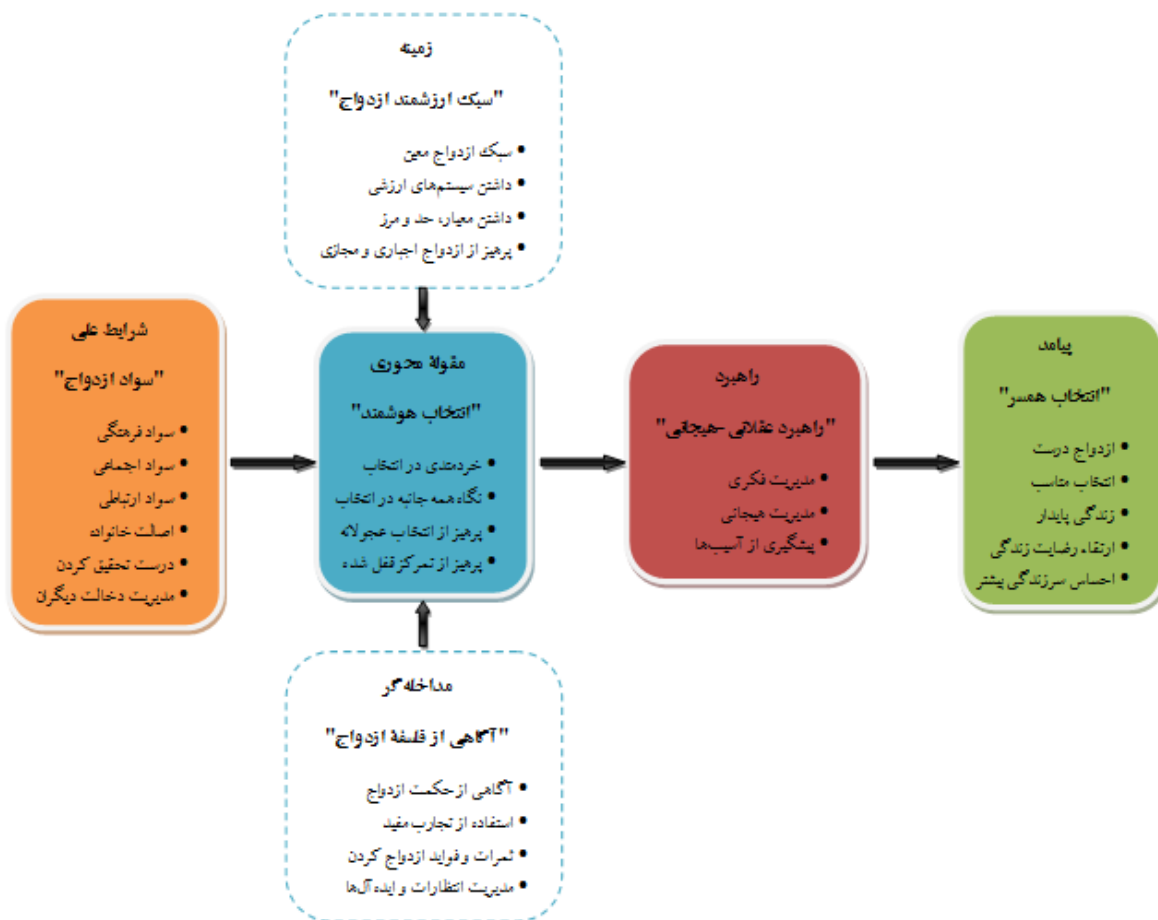 زمینه
"سبک ارزشمند ازدواج"
• سبک ازدواج معین
• داشتن سیستم‌های ارزشی
• داشتن معیار، حد و مرز
• پرهیز از ازدواج اجباری و مجازی
شرایط علی
"سواد ازدواج"
• سواد فرهنگی
• سواد اجتماعی
• سواد ارتباطی
• اصالت خانواده
• درست تحقیق کردن
• مدیریت دخالت دیگران
مقولهٔ محوری
"انتخاب هوشمند"
• خردمندی در انتخاب
• نگاه همه جانبه در انتخاب
• پرهیز از انتخاب عجولانه
• پرهیز از تمرکز قفل شده
راهبرد
"راهبرد عقلانی-هیجانی"
• مدیریت فکری
• مدیریت هیجانی
• پیشگیری از آسیب‌ها
پیامد
"انتخاب همسر"
• ازدواج درست
• انتخاب مناسب
• زندگی پایدار
• ارتقاء رضایت زندگی
• احساس سرزندگی بیشتر
مداخله‌گر
"آگاهی از فلسفهٔ ازدواج"
• آگاهی از حکمت ازدواج
• استفاده از تجارب مفید
• ثمرات و فواید ازدواج کردن
• مدیریت انتظارات و ایده آل‌ها